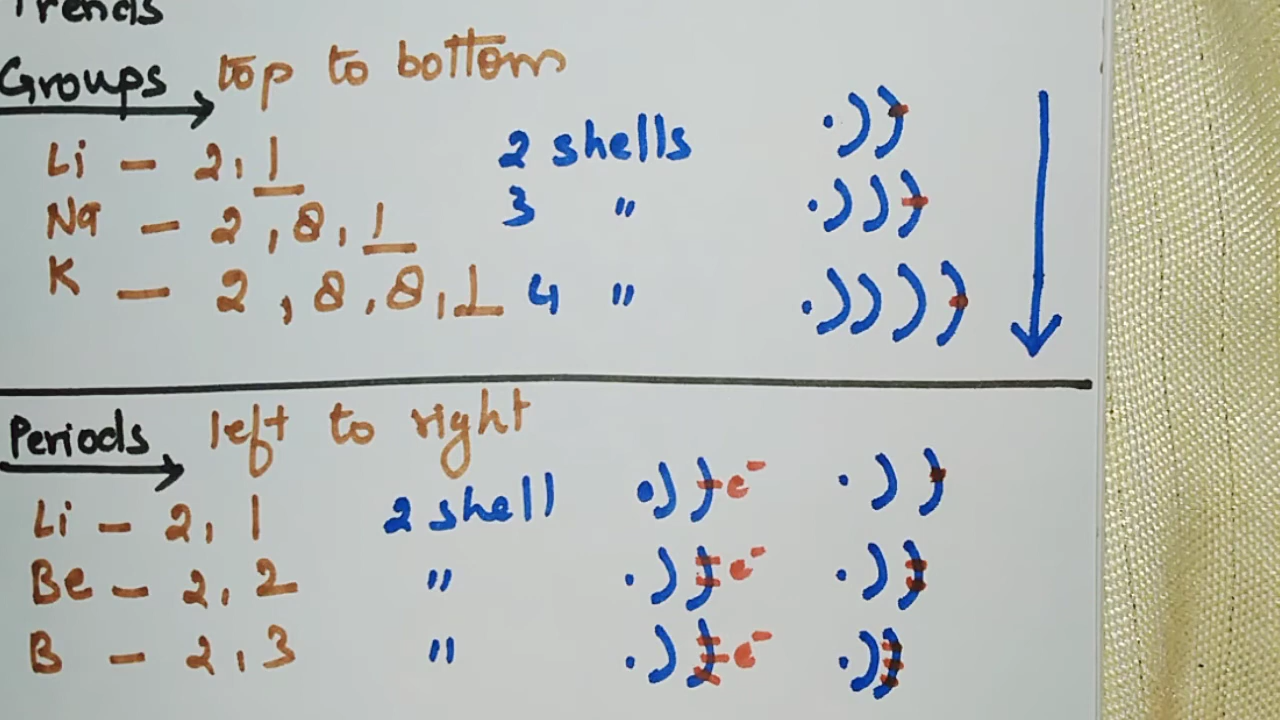 Trends
Groups top to bottom
Li - 2,1 2 shells
Na - 2,8,1 3 "
K - 2,8,8,1 4 "
Periods left to right
Li - 2,1 2 shell e-
Be - 2,2 " e-
B - 2,3 " e-